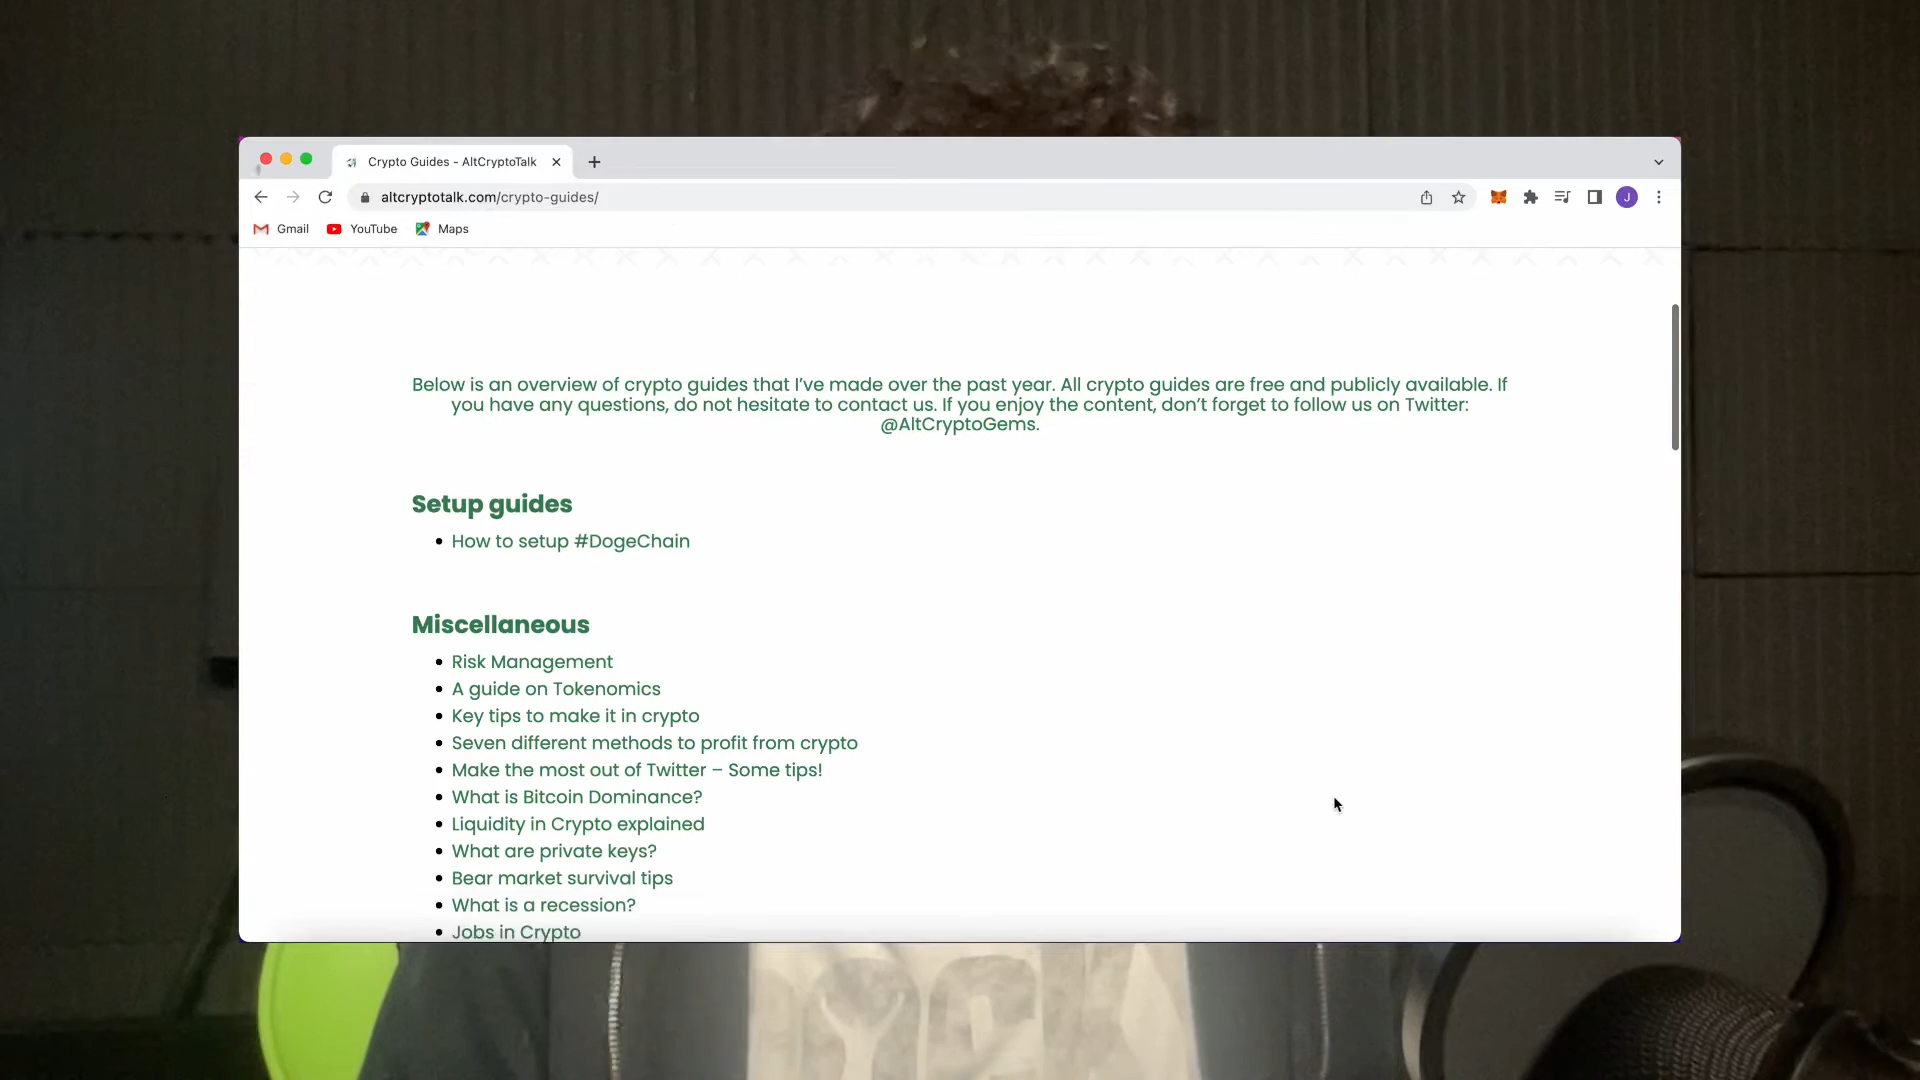 Crypto Guides - AltCryptoTalk
altcryptotalk.com/crypto-guides/
J
Gmail
YouTube
Maps
Below is an overview of crypto guides that I've made over the past year. All crypto guides are free and publicly available. If
you have any questions, do not hesitate to contact us. If you enjoy the content, don't forget to follow us on Twitter:
@AltCryptoGems.
Setup guides
How to setup #DogeChain
Miscellaneous
Risk Management
A guide on Tokenomics
Key tips to make it in crypto
Seven different methods to profit from crypto
Make the most out of Twitter – Some tips!
What is Bitcoin Dominance?
Liquidity in Crypto explained
What are private keys?
Bear market survival tips
What is a recession?
Jobs in Crypto